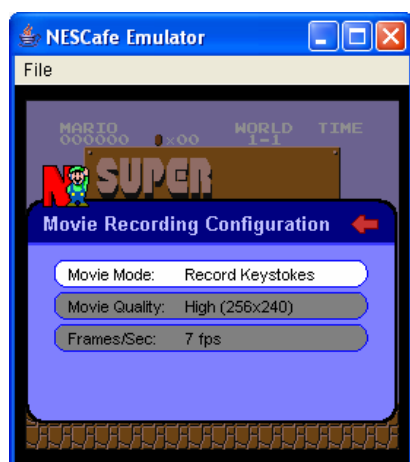 NESCafe Emulator
File
MARIO WORLD TIME
000000 x00 1-1
N
SUPER
Movie Recording Configuration
Movie Mode: Record Keystokes
Movie Quality: High (256x240)
Frames/Sec: 7 fps